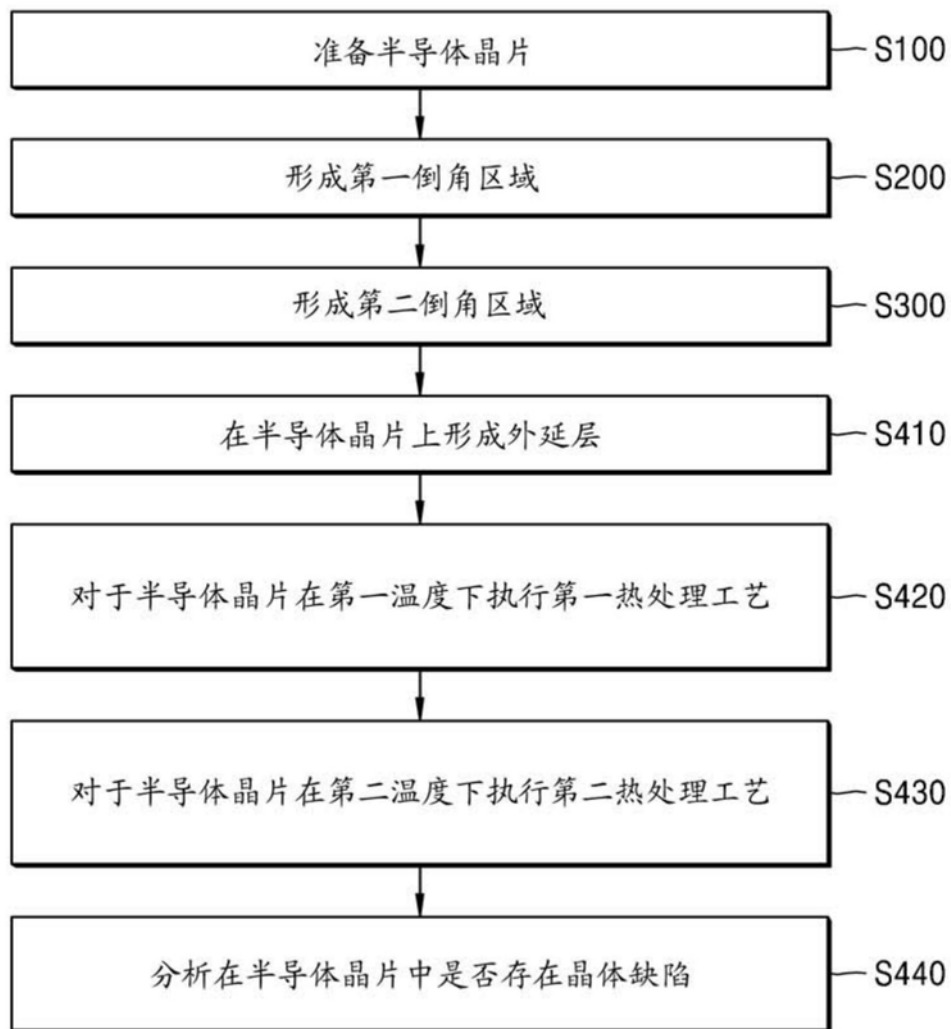 准备半导体晶片 S100
形成第一倒角区域 S200
形成第二倒角区域 S300
在半导体晶片上形成外延层 S410
对于半导体晶片在第一温度下执行第一热处理工艺 S420
对于半导体晶片在第二温度下执行第二热处理工艺 S430
分析在半导体晶片中是否存在晶体缺陷 S440